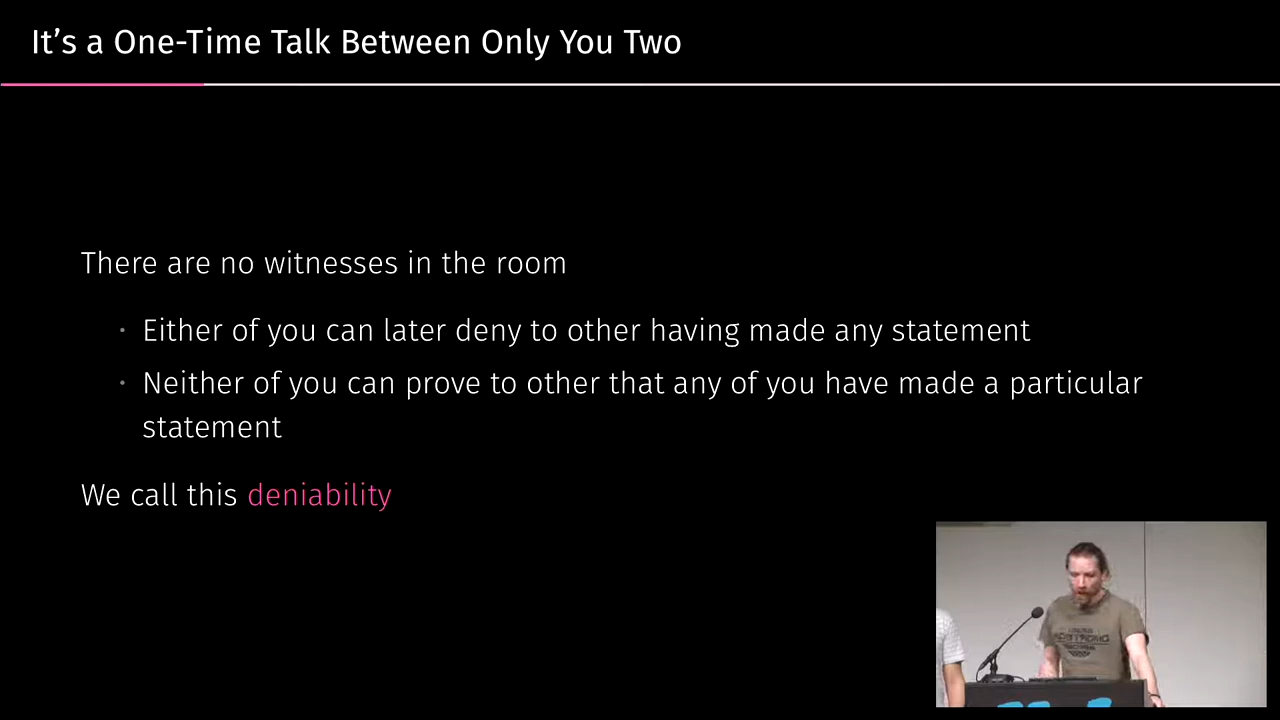 It's a One-Time Talk Between Only You Two
There are no witnesses in the room
· Either of you can later deny to other having made any statement
· Neither of you can prove to other that any of you have made a particular
statement
We call this deniability